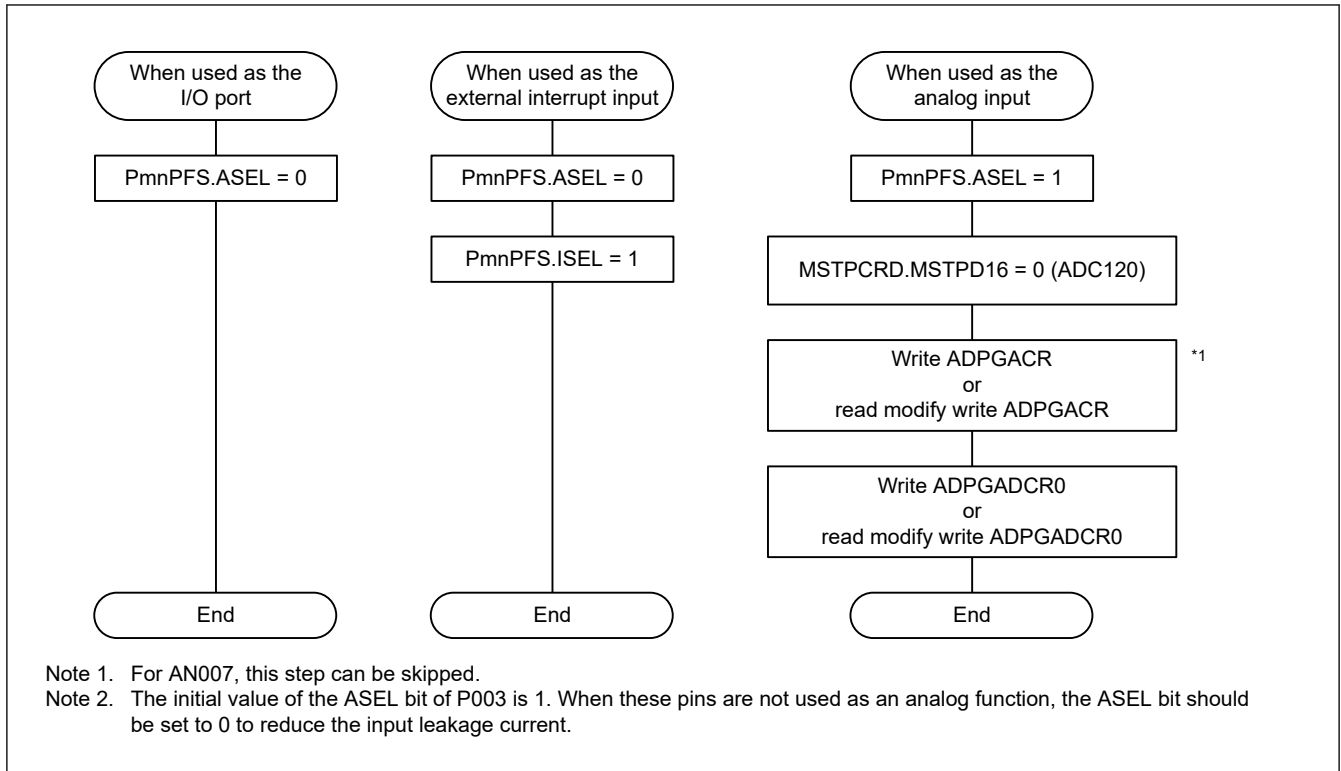 When used as the
I/O port
PmnPFS.ASEL = 0
End
When used as the
external interrupt input
PmnPFS.ASEL = 0
PmnPFS.ISEL = 1
End
When used as the
analog input
PmnPFS.ASEL = 1
MSTPCRD.MSTPD16 = 0 (ADC120)
Write ADPGACR
or
read modify write ADPGACR
*1
Write ADPGADCR0
or
read modify write ADPGADCR0
End
Note 1. For AN007, this step can be skipped.
Note 2. The initial value of the ASEL bit of P003 is 1. When these pins are not used as an analog function, the ASEL bit should
be set to 0 to reduce the input leakage current.